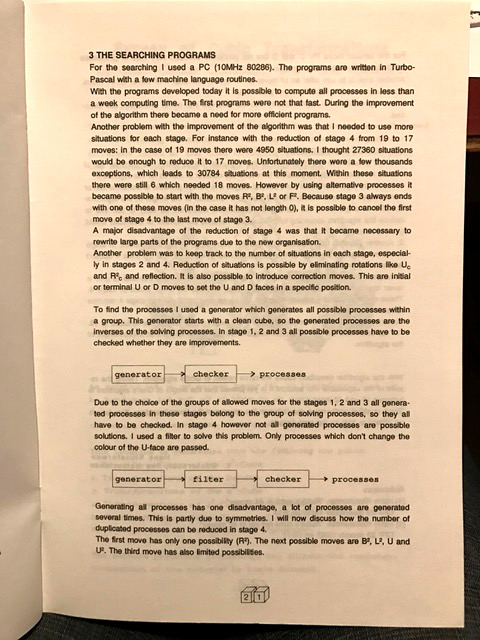 3 THE SEARCHING PROGRAMS
For the searching I used a PC (10MHz 80286). The programs are written in Turbo-
Pascal with a few machine language routines.
With the programs developed today it is possible to compute all processes in less than
a week computing time. The first programs were not that fast. During the improvement
of the algorithm there became a need for more efficient programs.
Another problem with the improvement of the algorithm was that I needed to use more
situations for each stage. For instance with the reduction of stage 4 from 19 to 17
moves: in the case of 19 moves there were 4950 situations. I thought 27360 situations
would be enough to reduce it to 17 moves. Unfortunately there were a few thousands
exceptions, which leads to 30784 situations at this moment. Within these situations
there were still 6 which needed 18 moves. However by using alternative processes it
became possible to start with the moves R², B², L² or F². Because stage 3 always ends
with one of these moves (in the case it has not length 0), it is possible to cancel the first
move of stage 4 to the last move of stage 3.
A major disadvantage of the reduction of stage 4 was that it became necessary to
rewrite large parts of the programs due to the new organisation.
Another problem was to keep track to the number of situations in each stage, especial-
ly in stages 2 and 4. Reduction of situations is possible by eliminating rotations like U꜀
and R²꜀ and reflection. It is also possible to introduce correction moves. This are initial
or terminal U or D moves to set the U and D faces in a specific position.
To find the processes I used a generator which generates all possible processes within
a group. This generator starts with a clean cube, so the generated processes are the
inverses of the solving processes. In stage 1, 2 and 3 all possible processes have to be
checked whether they are improvements.
generator checker processes
Due to the choice of the groups of allowed moves for the stages 1, 2 and 3 all genera-
ted processes in these stages belong to the group of solving processes, so they all
have to be checked. In stage 4 however not all generated processes are possible
solutions. I used a filter to solve this problem. Only processes which don't change the
colour of the U-face are passed.
generator filter checker processes
Generating all processes has one disadvantage, a lot of processes are generated
several times. This is partly due to symmetries. I will now discuss how the number of
duplicated processes can be reduced in stage 4.
The first move has only one possibility (R²). The next possible moves are B², L², U and
U². The third move has also limited possibilities.
21